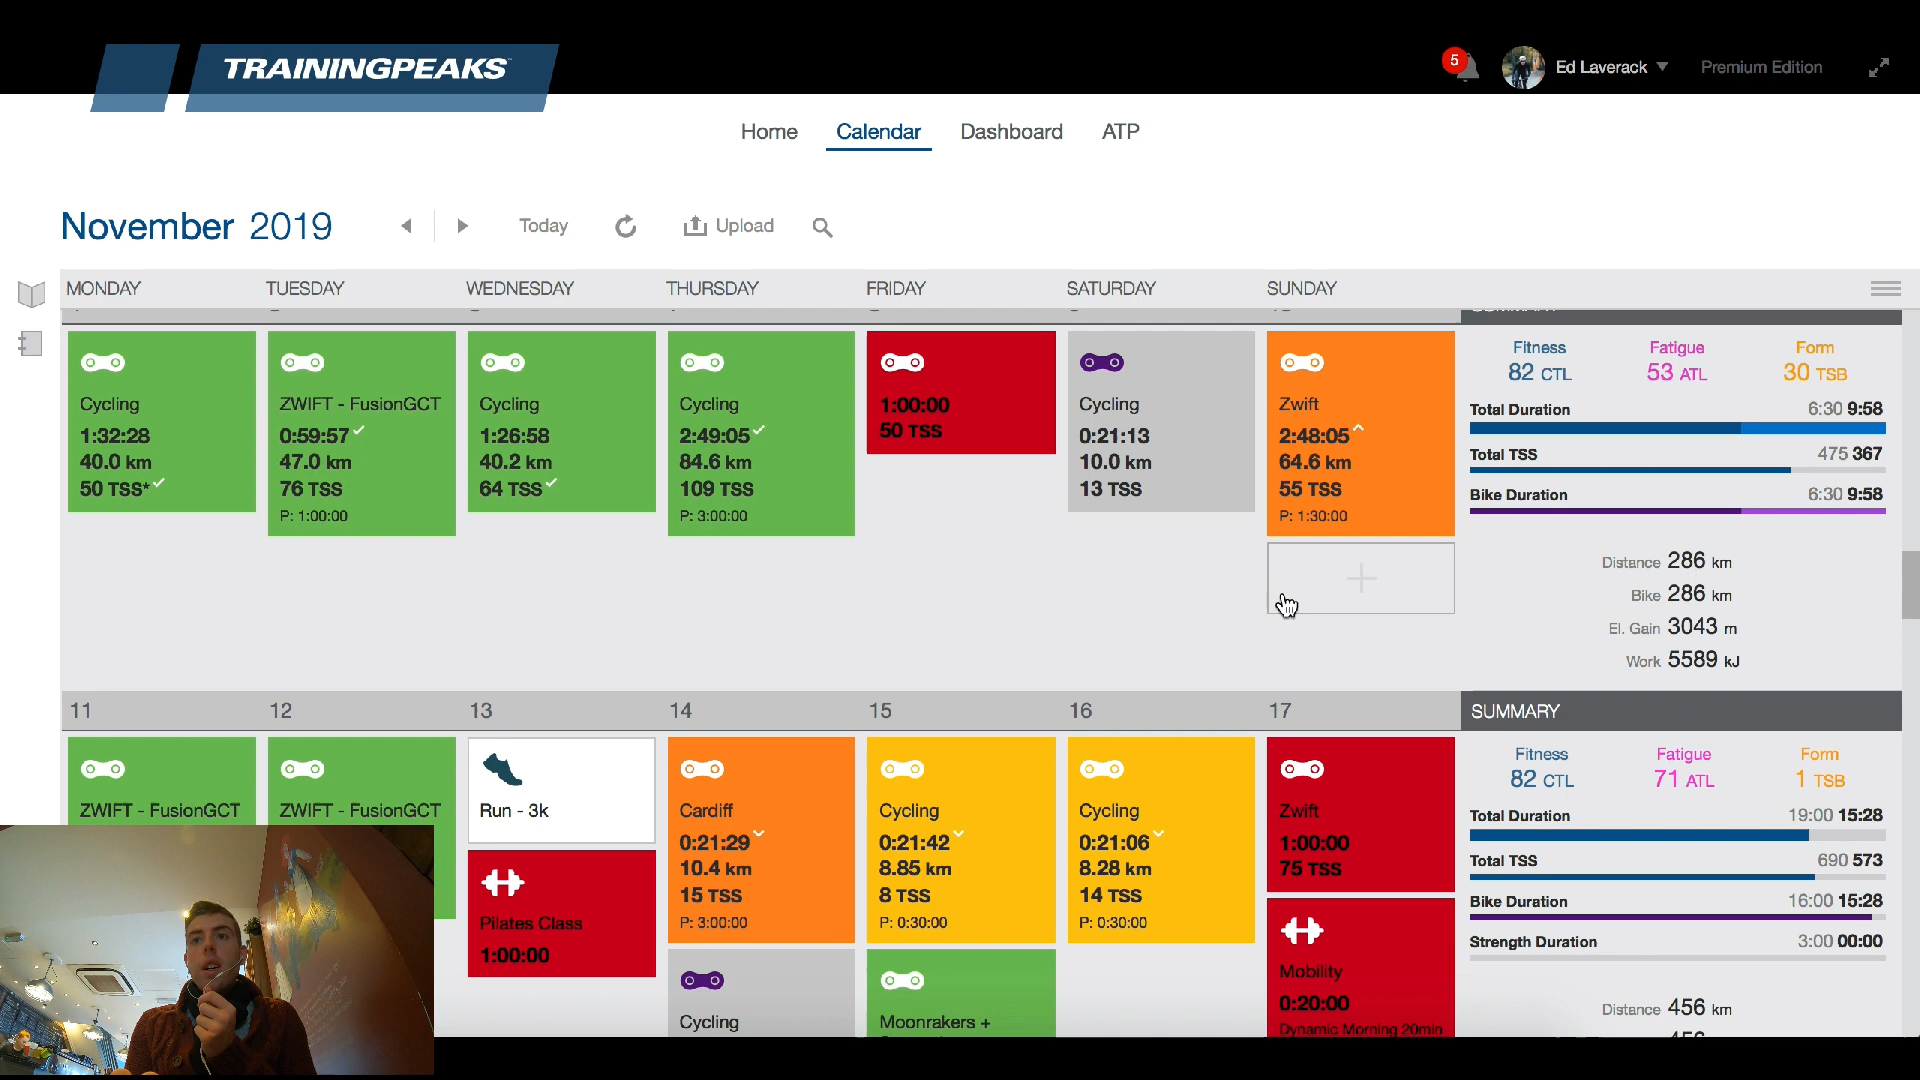 TRAININGPEAKS
5
Ed Laverack
Premium Edition
Home
Calendar
Dashboard
ATP
November 2019
Today
Upload
MONDAY
TUESDAY
WEDNESDAY
THURSDAY
FRIDAY
SATURDAY
SUNDAY
Cycling
1:32:28
40.0 km
50 TSS*
ZWIFT - FusionGCT
0:59:57
47.0 km
76 TSS
P: 1:00:00
Cycling
1:26:58
40.2 km
64 TSS
Cycling
2:49:05
84.6 km
109 TSS
P: 3:00:00
1:00:00
50 TSS
Cycling
0:21:13
10.0 km
13 TSS
Zwift
2:48:05
64.6 km
55 TSS
P: 1:30:00
Fitness
82 CTL
Fatigue
53 ATL
Form
30 TSB
Total Duration 6:30 9:58
Total TSS 475 367
Bike Duration 6:30 9:58
Distance 286 km
Bike 286 km
El. Gain 3043 m
Work 5589 kJ
11
12
13
14
15
16
17
SUMMARY
ZWIFT - FusionGCT
ZWIFT - FusionGCT
Run - 3k
Pilates Class
1:00:00
Cardiff
0:21:29
10.4 km
15 TSS
P: 3:00:00
Cycling
Cycling
0:21:42
8.85 km
8 TSS
P: 0:30:00
Moonrakers +
Cycling
0:21:06
8.28 km
14 TSS
P: 0:30:00
Zwift
1:00:00
75 TSS
Mobility
0:20:00
Dynamic Morning 20min
Fitness
82 CTL
Fatigue
71 ATL
Form
1 TSB
Total Duration 19:00 15:28
Total TSS 690 573
Bike Duration 16:00 15:28
Strength Duration 3:00 00:00
Distance 456 km